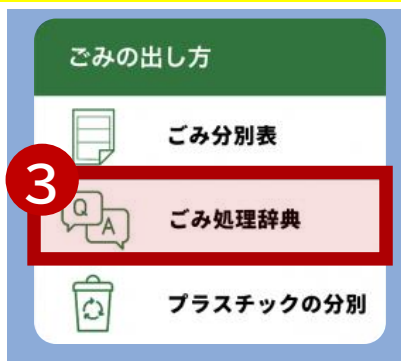 ごみの出し方
ごみ分別表
3
Q A
ごみ処理辞典
プラスチックの分別